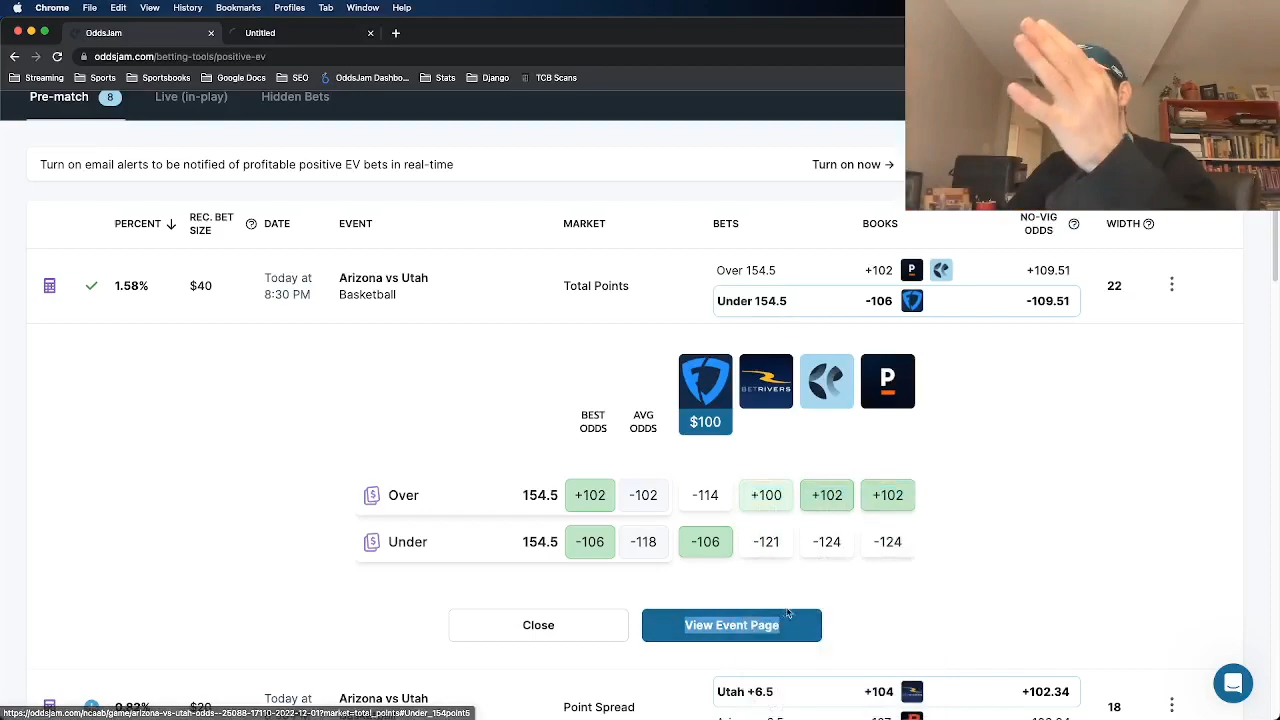 Chrome File Edit View History Bookmarks Profiles Tab Window Help
OddsJam × Untitled × +
oddsjam.com/betting-tools/positive-ev
Streaming Sports Sportsbooks Google Docs SEO OddsJam Dashbo... Stats Django TCB Scans
Pre-match 8 Live (in-play) Hidden Bets
Turn on email alerts to be notified of profitable positive EV bets in real-time Turn on now →
PERCENT ↓ REC. BET SIZE DATE EVENT MARKET BETS BOOKS NO-VIG ODDS WIDTH
Over 154.5 +102 P +109.51
1.58% $40 Today at 8:30 PM Arizona vs Utah Basketball Total Points 22
Under 154.5 -106 -109.51
BETRIVERS P
BEST ODDS AVG ODDS $100
Over 154.5 +102 -102 -114 +100 +102 +102
Under 154.5 -106 -118 -106 -121 -124 -124
Close View Event Page
Utah +6.5 +104 +102.34
Today at Arizona vs Utah Point Spread 18